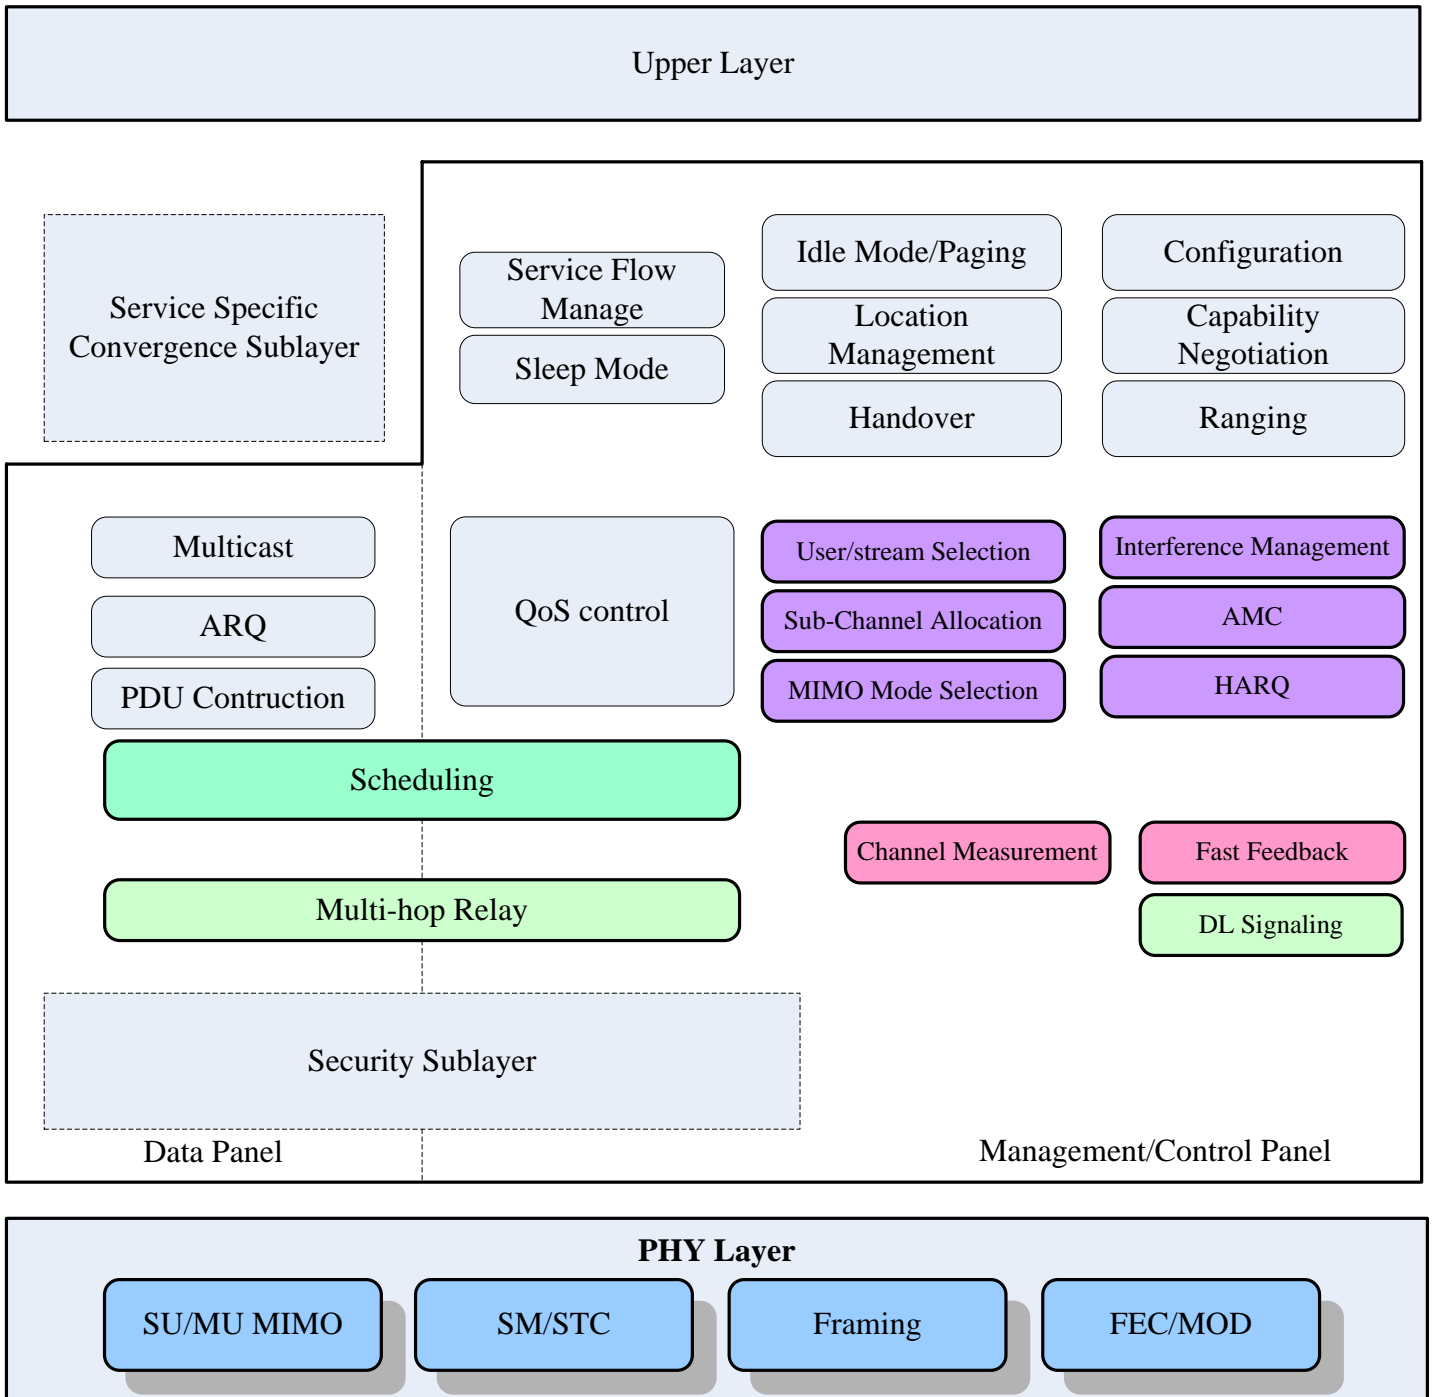 Upper Layer
Service Specific
Convergence Sublayer
Service Flow
Manage
Sleep Mode
Idle Mode/Paging
Location
Management
Handover
Configuration
Capability
Negotiation
Ranging
Multicast
ARQ
PDU Contruction
QoS control
User/stream Selection
Sub-Channel Allocation
MIMO Mode Selection
Interference Management
AMC
HARQ
Scheduling
Channel Measurement
Fast Feedback
Multi-hop Relay
DL Signaling
Security Sublayer
Data Panel
Management/Control Panel
PHY Layer
SU/MU MIMO
SM/STC
Framing
FEC/MOD